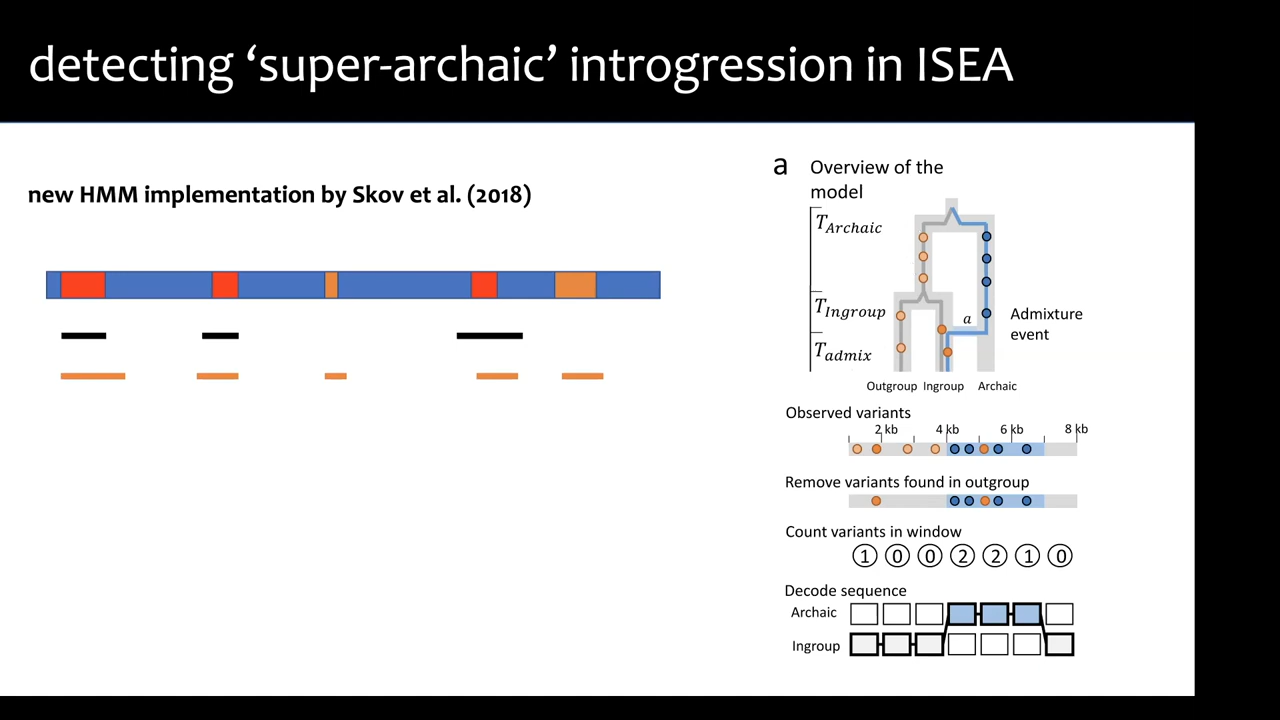 detecting ‘super-archaic’ introgression in ISEA
new HMM implementation by Skov et al. (2018)
a Overview of the
model
T_Archaic
T_Ingroup
a
Admixture
event
T_admix
Outgroup Ingroup Archaic
Observed variants
2 kb 4 kb 6 kb 8 kb
Remove variants found in outgroup
Count variants in window
1 0 0 2 2 1 0
Decode sequence
Archaic
Ingroup